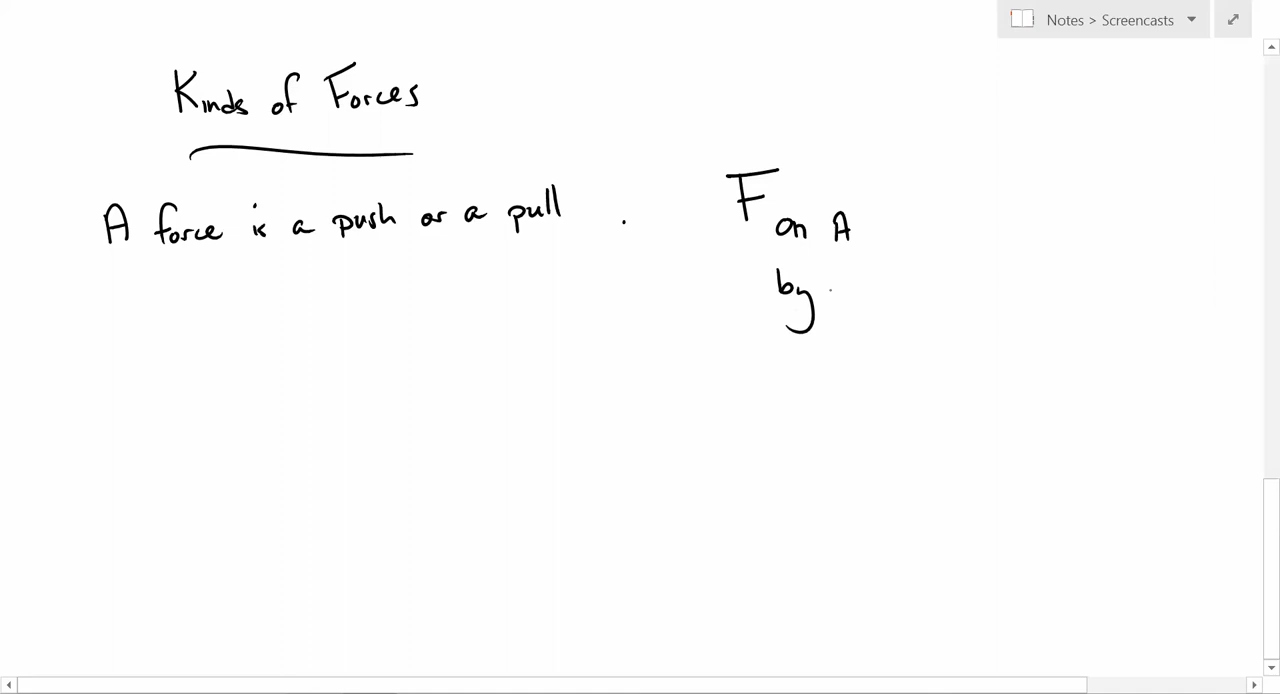 Notes > Screencasts
Kinds of Forces
A force is a push or a pull .
F on A
by